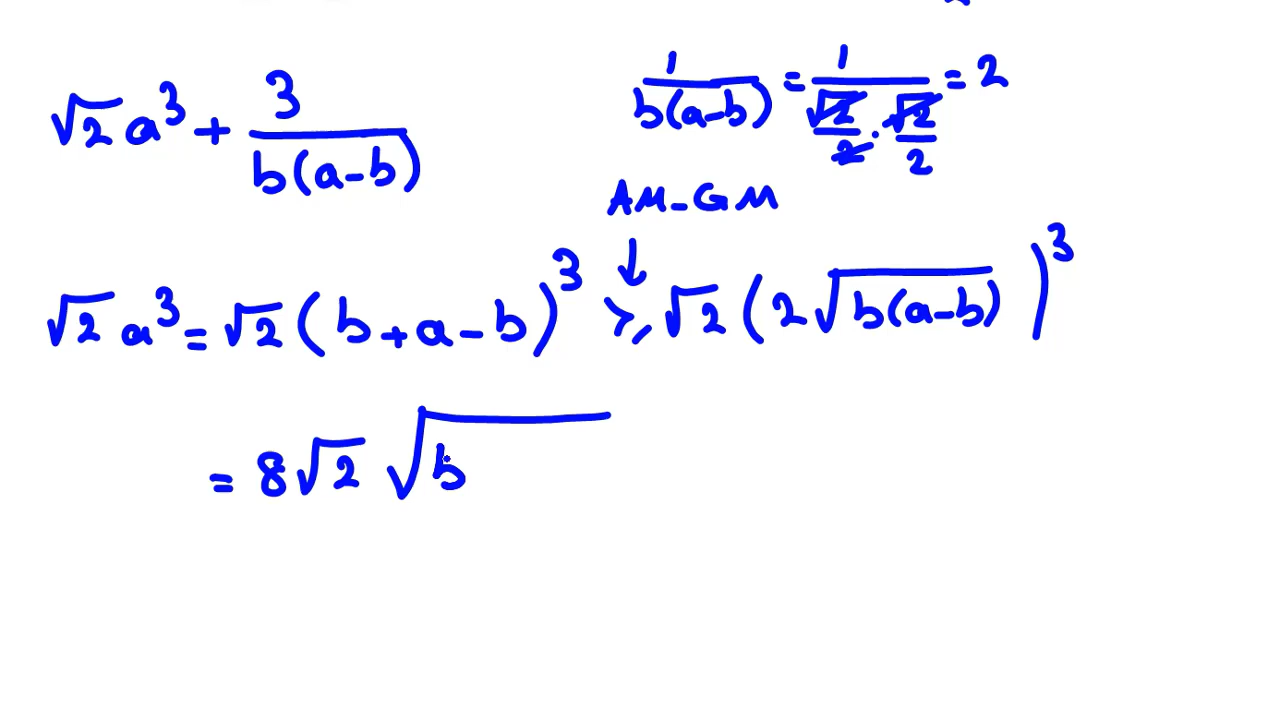 √2 a³ + 3/(b(a-b))
1/(b(a-b)) = 1/(√2/2 · √2/2) = 2
AM-GM
↓
√2 a³ = √2 (b + a - b)³ ≥ √2 (2√(b(a-b)))³
= 8√2 √b